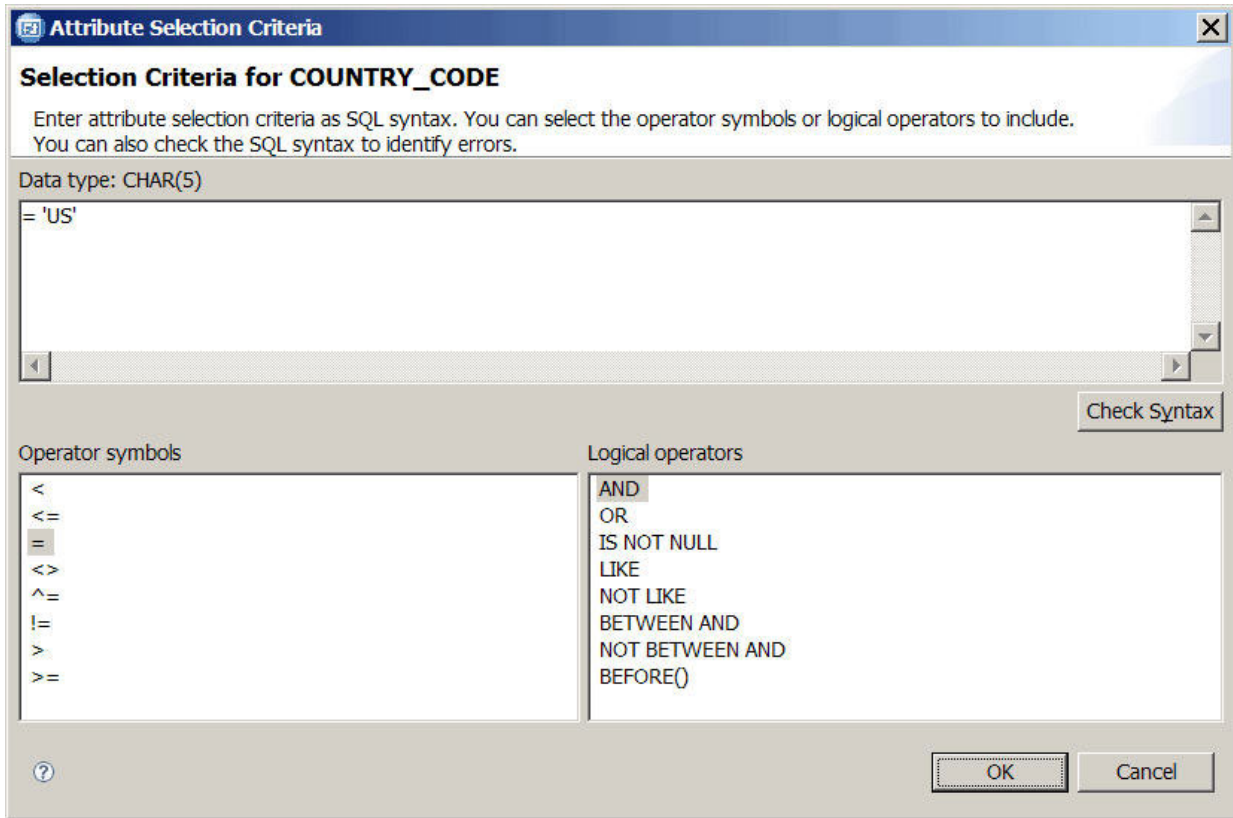 Attribute Selection Criteria
Selection Criteria for COUNTRY_CODE
Enter attribute selection criteria as SQL syntax. You can select the operator symbols or logical operators to include.
You can also check the SQL syntax to identify errors.
Data type: CHAR(5)
= 'US'
Check Syntax
Operator symbols
<
<=
=
<>
^=
!=
>
>=
Logical operators
AND
OR
IS NOT NULL
LIKE
NOT LIKE
BETWEEN AND
NOT BETWEEN AND
BEFORE()
?
OK
Cancel